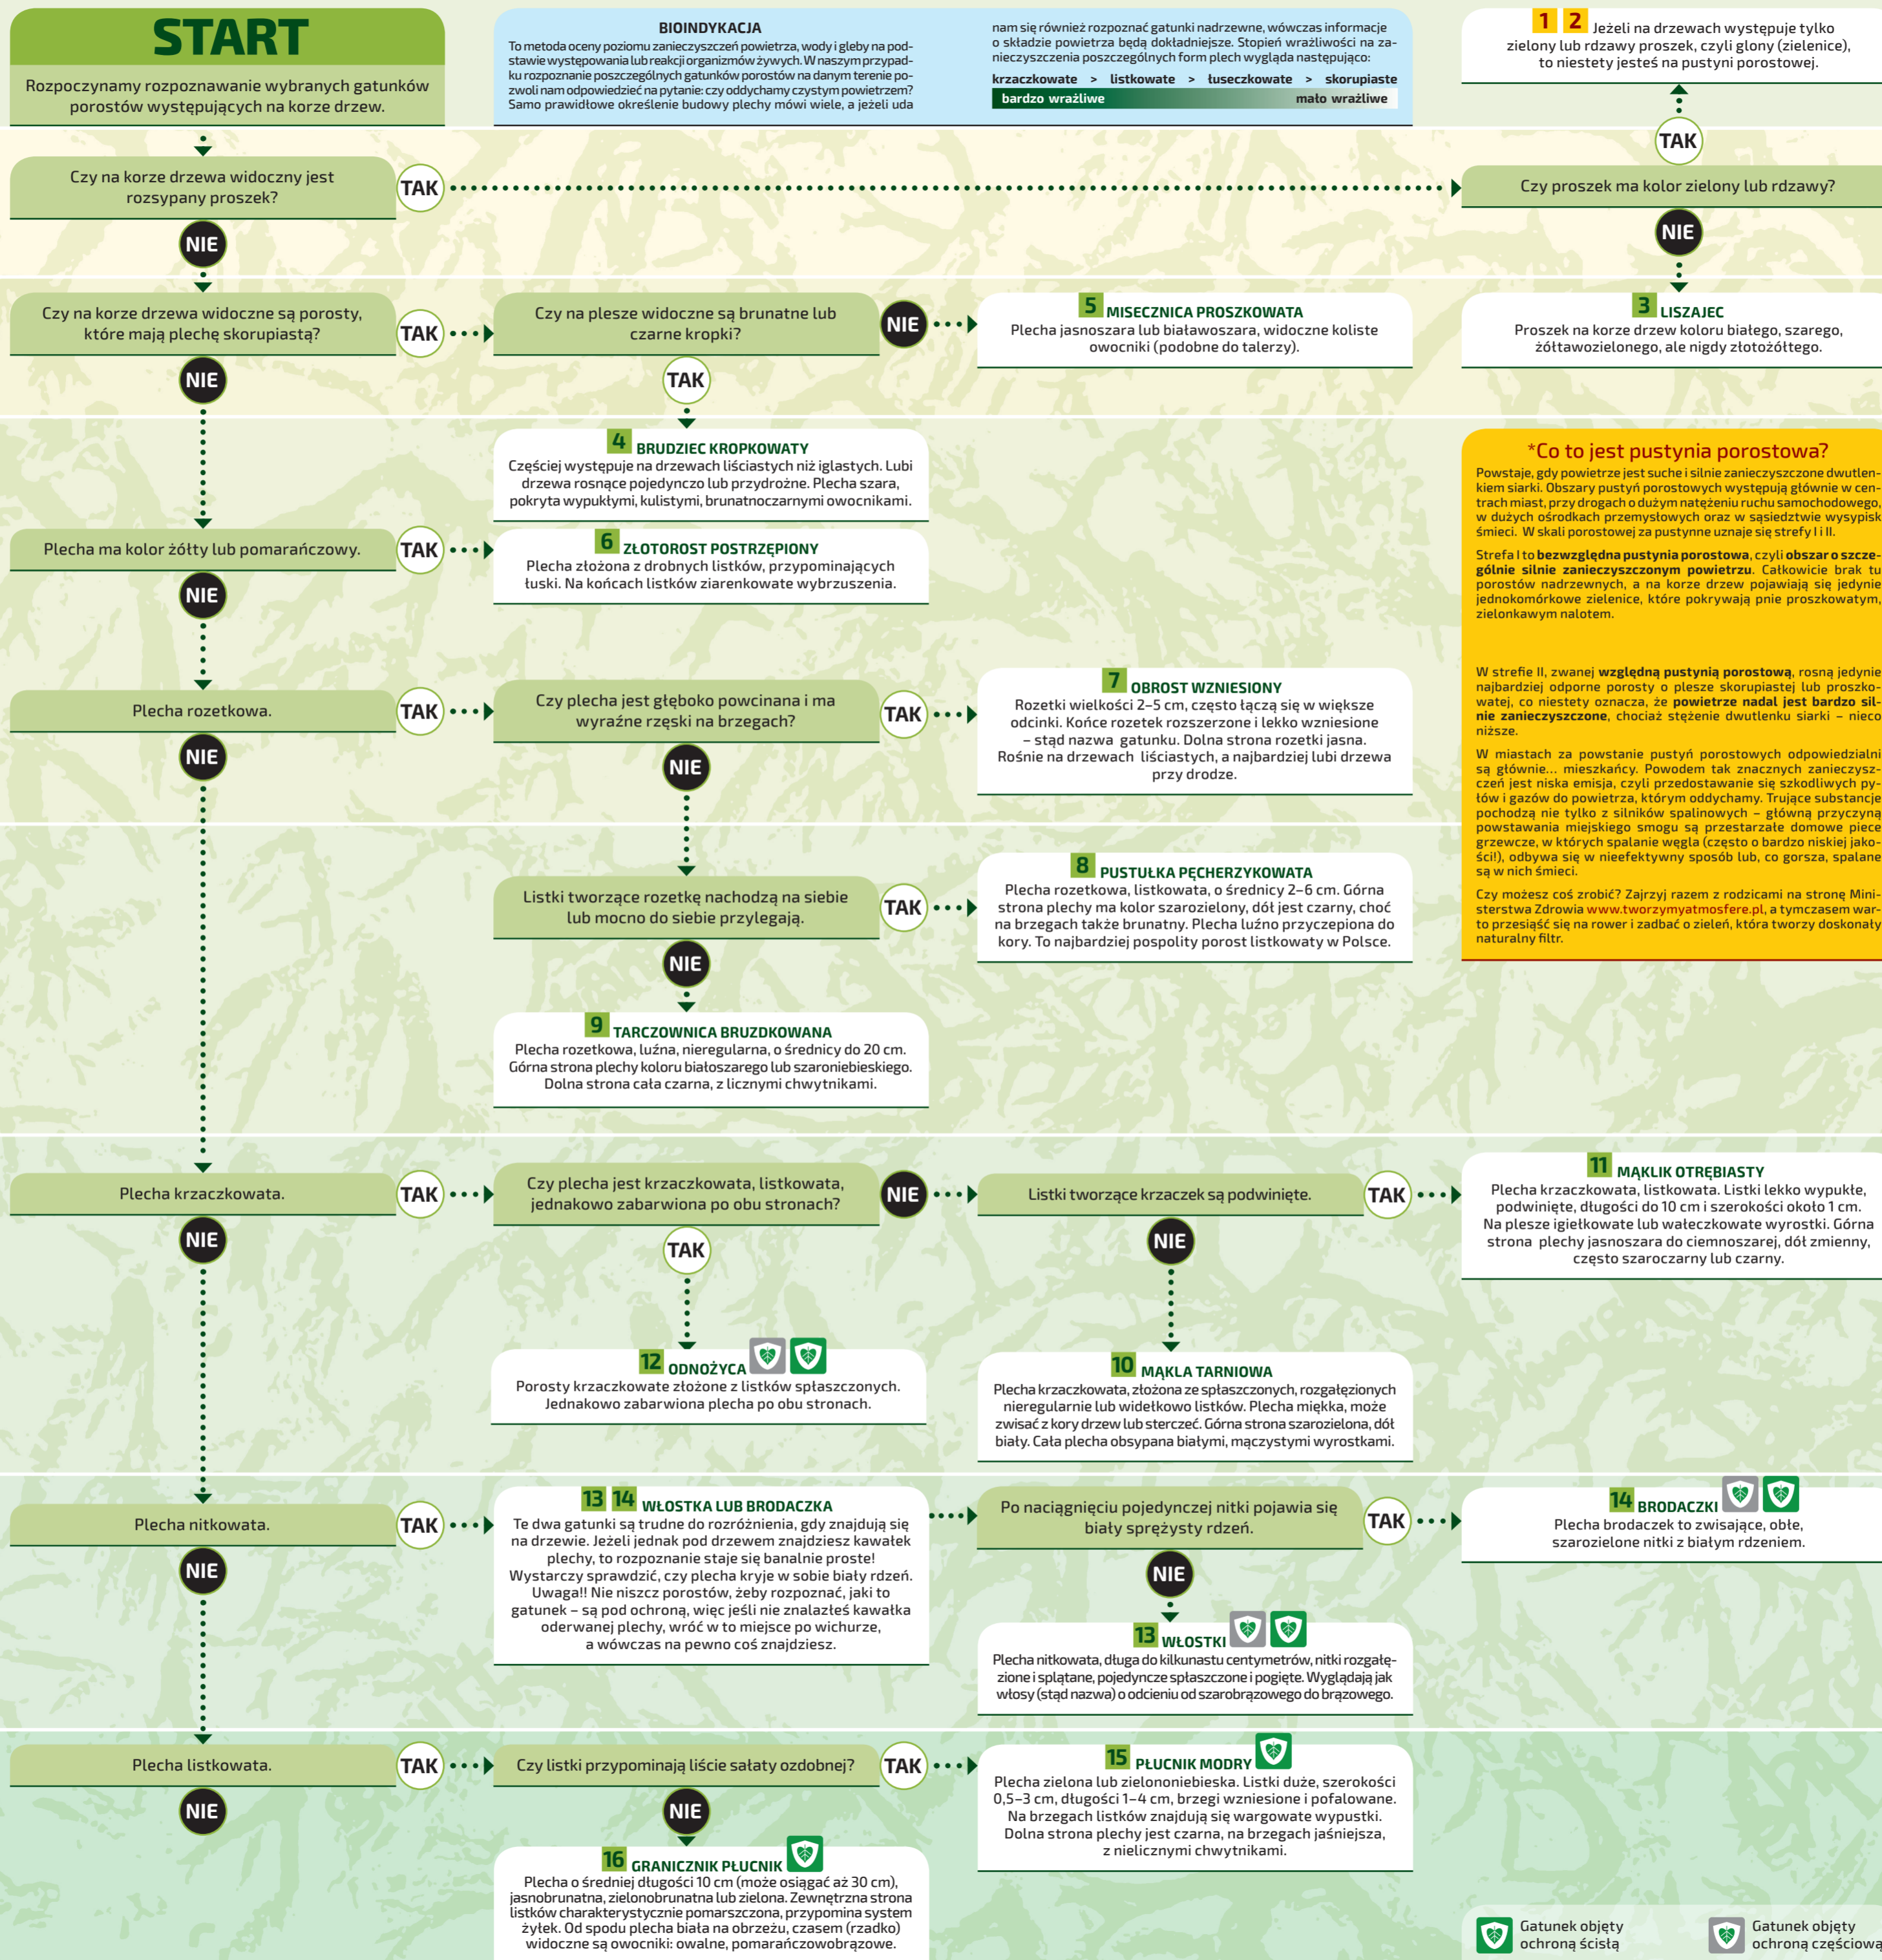 START
Rozpoczynamy rozpoznawanie wybranych gatunków
porostów występujących na korze drzew.
BIOINDYKACJA
To metoda oceny poziomu zanieczyszczeń powietrza, wody i gleby na pod-
stawie występowania lub reakcji organizmów żywych. W naszym przypad-
ku rozpoznanie poszczególnych gatunków porostów na danym terenie po-
zwoli nam odpowiedzieć na pytanie: czy oddychamy czystym powietrzem?
Samo prawidłowe określenie budowy plechy mówi wiele, a jeżeli uda
nam się również rozpoznać gatunki nadrzewne, wówczas informacje
o składzie powietrza będą dokładniejsze. Stopień wrażliwości na za-
nieczyszczenia poszczególnych form plech wygląda następująco:
krzaczkowate > listkowate > łuseczkowate > skorupiaste
bardzo wrażliwe mało wrażliwe
1 2 Jeżeli na drzewach występuje tylko
zielony lub rdzawy proszek, czyli glony (zielenice),
to niestety jesteś na pustyni porostowej.
TAK
Czy na korze drzewa widoczny jest
rozsypany proszek?
TAK
Czy proszek ma kolor zielony lub rdzawy?
NIE
NIE
Czy na korze drzewa widoczne są porosty,
które mają plechę skorupiastą?
TAK
Czy na plesze widoczne są brunatne lub
czarne kropki?
NIE
5 MISECZNICA PROSZKOWATA
Plecha jasnoszara lub białawoszara, widoczne koliste
owocniki (podobne do talerzy).
3 LISZAJEC
Proszek na korze drzew koloru białego, szarego,
żółtawozielonego, ale nigdy złotożółtego.
NIE
TAK
4 BRUDZIEC KROPKOWATY
Częściej występuje na drzewach liściastych niż iglastych. Lubi
drzewa rosnące pojedynczo lub przydrożne. Plecha szara,
pokryta wypukłymi, kulistymi, brunatnoczarnymi owocnikami.
*Co to jest pustynia porostowa?
Powstaje, gdy powietrze jest suche i silnie zanieczyszczone dwutlen-
kiem siarki. Obszary pustyń porostowych występują głównie w cen-
trach miast, przy drogach o dużym natężeniu ruchu samochodowego,
w dużych ośrodkach przemysłowych oraz w sąsiedztwie wysypisk
śmieci. W skali porostowej za pustynne uznaje się strefy I i II.
Strefa I to bezwzględna pustynia porostowa, czyli obszar o szcze-
gólnie silnie zanieczyszczonym powietrzu. Całkowicie brak tu
porostów nadrzewnych, a na korze drzew pojawiają się jedynie
jednokomórkowe zielenice, które pokrywają pnie proszkowatym,
zielonkawym nalotem.
W strefie II, zwanej względną pustynią porostową, rosną jedynie
najbardziej odporne porosty o plesze skorupiastej lub proszko-
watej, co niestety oznacza, że powietrze nadal jest bardzo sil-
nie zanieczyszczone, chociaż stężenie dwutlenku siarki – nieco
niższe.
W miastach za powstanie pustyń porostowych odpowiedzialni
są głównie... mieszkańcy. Powodem tak znacznych zanieczysz-
czeń jest niska emisja, czyli przedostawanie się szkodliwych py-
łów i gazów do powietrza, którym oddychamy. Trujące substancje
pochodzą nie tylko z silników spalinowych – główną przyczyną
powstawania miejskiego smogu są przestarzałe domowe piece
grzewcze, w których spalanie węgla (często o bardzo niskiej jako-
ści!), odbywa się w nieefektywny sposób lub, co gorsza, spalane
są w nich śmieci.
Czy możesz coś zrobić? Zajrzyj razem z rodzicami na stronę Mini-
sterstwa Zdrowia www.tworzymyatmosfere.pl, a tymczasem war-
to przesiąść się na rower i zadbać o zieleń, która tworzy doskonały
naturalny filtr.
Plecha ma kolor żółty lub pomarańczowy.
TAK
6 ZŁOTOROST POSTRZĘPIONY
Plecha złożona z drobnych listków, przypominających
łuski. Na końcach listków ziarenkowate wybrzuszenia.
NIE
Plecha rozetkowa.
TAK
Czy plecha jest głęboko powcinana i ma
wyraźne rzęski na brzegach?
TAK
7 OBROST WZNIESIONY
Rozetki wielkości 2–5 cm, często łączą się w większe
odcinki. Końce rozetek rozszerzone i lekko wzniesione
– stąd nazwa gatunku. Dolna strona rozetki jasna.
Rośnie na drzewach liściastych, a najbardziej lubi drzewa
przy drodze.
NIE
NIE
Listki tworzące rozetkę nachodzą na siebie
lub mocno do siebie przylegają.
TAK
8 PUSTUŁKA PĘCHERZYKOWATA
Plecha rozetkowa, listkowata, o średnicy 2–6 cm. Górna
strona plechy ma kolor szarozielony, dół jest czarny, choć
na brzegach także brunatny. Plecha luźno przyczepiona do
kory. To najbardziej pospolity porost listkowaty w Polsce.
NIE
9 TARCZOWNICA BRUZDKOWANA
Plecha rozetkowa, luźna, nieregularna, o średnicy do 20 cm.
Górna strona plechy koloru białoszarego lub szaroniebieskiego.
Dolna strona cała czarna, z licznymi chwytnikami.
Plecha krzaczkowata.
TAK
Czy plecha jest krzaczkowata, listkowata,
jednakowo zabarwiona po obu stronach?
NIE
Listki tworzące krzaczek są podwinięte.
TAK
11 MĄKLIK OTRĘBIASTY
Plecha krzaczkowata, listkowata. Listki lekko wypukłe,
podwinięte, długości do 10 cm i szerokości około 1 cm.
Na plesze igiełkowate lub wałeczkowate wyrostki. Górna
strona plechy jasnoszara do ciemnoszarej, dół zmienny,
często szaroczarny lub czarny.
NIE
TAK
NIE
12 ODNOŻYCA
Porosty krzaczkowate złożone z listków spłaszczonych.
Jednakowo zabarwiona plecha po obu stronach.
10 MĄKLA TARNIOWA
Plecha krzaczkowata, złożona ze spłaszczonych, rozgałęzionych
nieregularnie lub widełkowo listków. Plecha miękka, może
zwisać z kory drzew lub sterczeć. Górna strona szarozielona, dół
biały. Cała plecha obsypana białymi, mączystymi wyrostkami.
Plecha nitkowata.
TAK
13 14 WŁOSTKA LUB BRODACZKA
Te dwa gatunki są trudne do rozróżnienia, gdy znajdują się
na drzewie. Jeżeli jednak pod drzewem znajdziesz kawałek
plechy, to rozpoznanie staje się banalnie proste!
Wystarczy sprawdzić, czy plecha kryje w sobie biały rdzeń.
Uwaga!! Nie niszcz porostów, żeby rozpoznać, jaki to
gatunek – są pod ochroną, więc jeśli nie znalazłeś kawałka
oderwanej plechy, wróć w to miejsce po wichurze,
a wówczas na pewno coś znajdziesz.
Po naciągnięciu pojedynczej nitki pojawia się
biały sprężysty rdzeń.
TAK
14 BRODACZKI
Plecha brodaczek to zwisające, obłe,
szarozielone nitki z białym rdzeniem.
NIE
NIE
13 WŁOSTKI
Plecha nitkowata, długa do kilkunastu centymetrów, nitki rozgałę-
zione i splątane, pojedyncze spłaszczone i pogięte. Wyglądają jak
włosy (stąd nazwa) o odcieniu od szarobrązowego do brązowego.
Plecha listkowata.
TAK
Czy listki przypominają liście sałaty ozdobnej?
TAK
15 PŁUCNIK MODRY
Plecha zielona lub zielononiebieska. Listki duże, szerokości
0,5–3 cm, długości 1–4 cm, brzegi wzniesione i pofalowane.
Na brzegach listków znajdują się wargowate wypustki.
Dolna strona plechy jest czarna, na brzegach jaśniejsza,
z nielicznymi chwytnikami.
NIE
NIE
16 GRANICZNIK PŁUCNIK
Plecha o średniej długości 10 cm (może osiągać aż 30 cm),
jasnobrunatna, zielonobrunatna lub zielona. Zewnętrzna strona
listków charakterystycznie pomarszczona, przypomina system
żyłek. Od spodu plecha biała na obrzeżu, czasem (rzadko)
widoczne są owocniki: owalne, pomarańczowobrązowe.
Gatunek objęty
ochroną ścisłą
Gatunek objęty
ochroną częściową